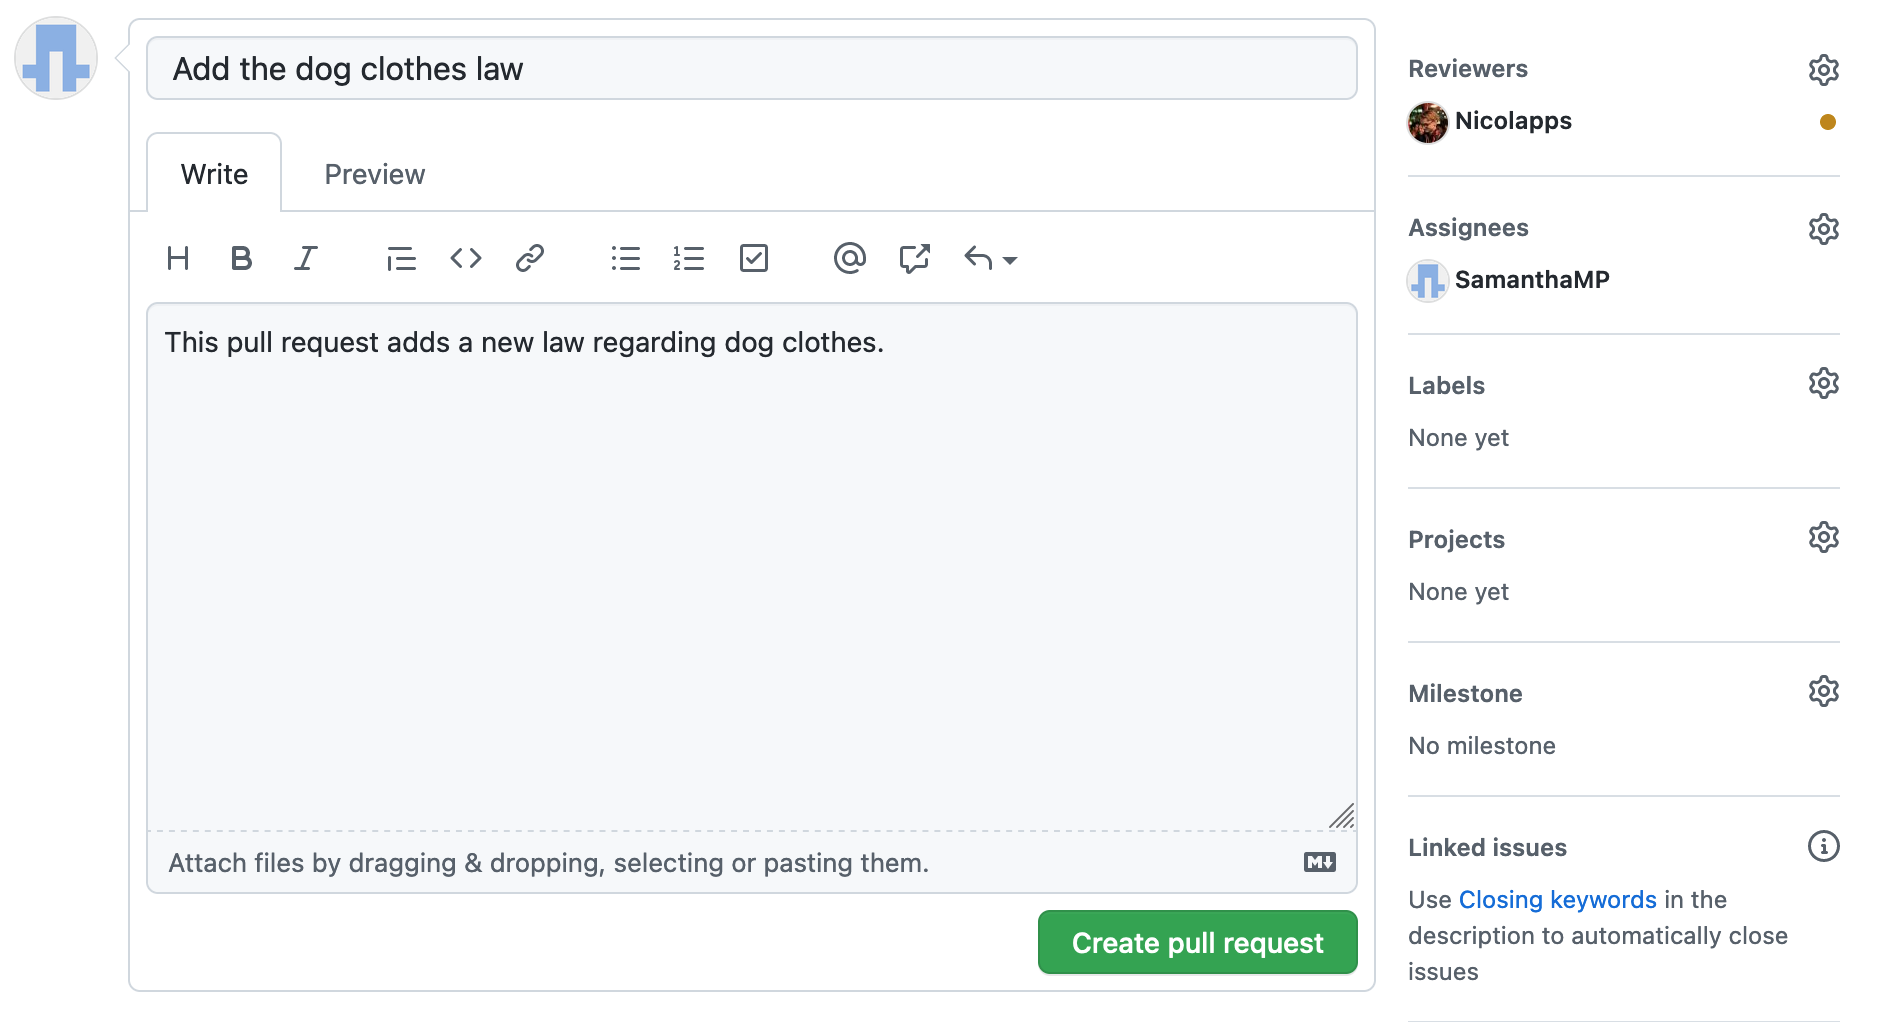 Add the dog clothes law
Write
Preview
This pull request adds a new law regarding dog clothes.
Attach files by dragging & dropping, selecting or pasting them.
Create pull request
Reviewers
Nicolapps
Assignees
SamanthaMP
Labels
None yet
Projects
None yet
Milestone
No milestone
Linked issues
Use Closing keywords in the
description to automatically close
issues